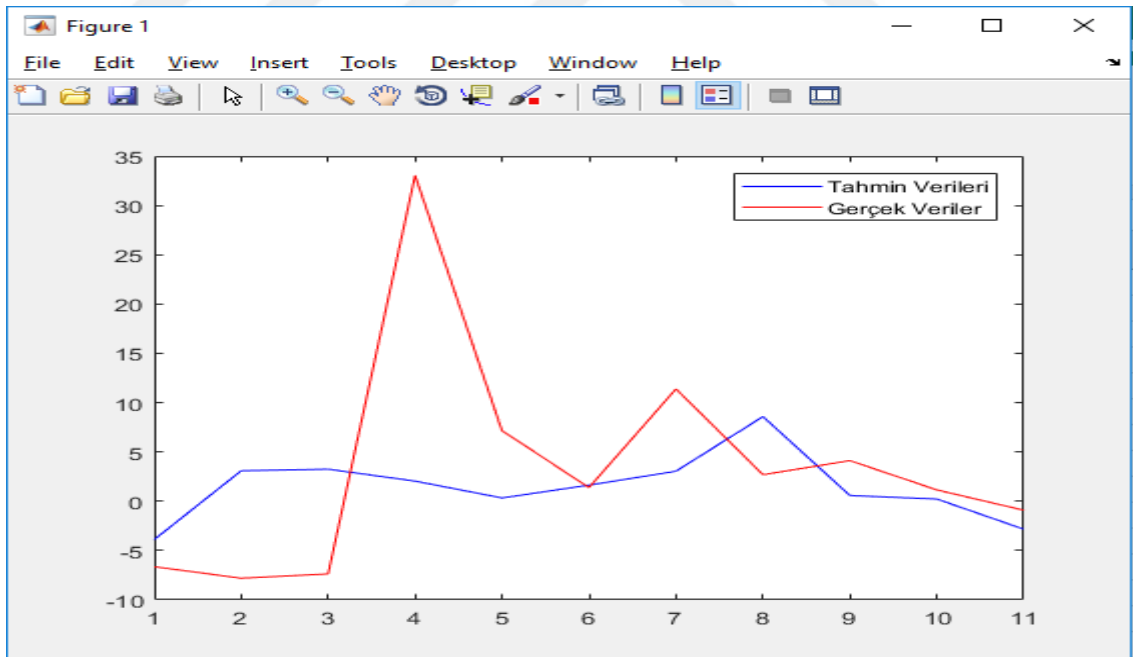 Figure 1
File Edit View Insert Tools Desktop Window Help
35
30
25
20
15
10
5
0
-5
-10
1 2 3 4 5 6 7 8 9 10 11
Tahmin Verileri
Gerçek Veriler